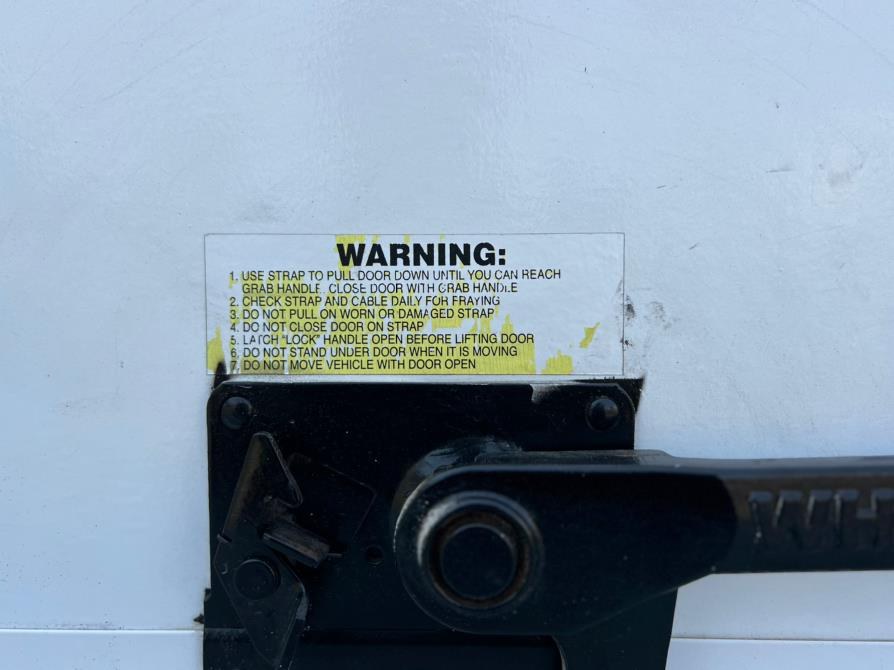 WARNING:
1. USE STRAP TO PULL DOOR DOWN UNTIL YOU CAN REACH
GRAB HANDLE. CLOSE DOOR WITH GRAB HANDLE
2. CHECK STRAP AND CABLE DAILY FOR FRAYING
3. DO NOT PULL ON WORN OR DAMAGED STRAP
4. DO NOT CLOSE DOOR ON STRAP
5. LATCH "LOCK" HANDLE OPEN BEFORE LIFTING DOOR
6. DO NOT STAND UNDER DOOR WHEN IT IS MOVING
7. DO NOT MOVE VEHICLE WITH DOOR OPEN